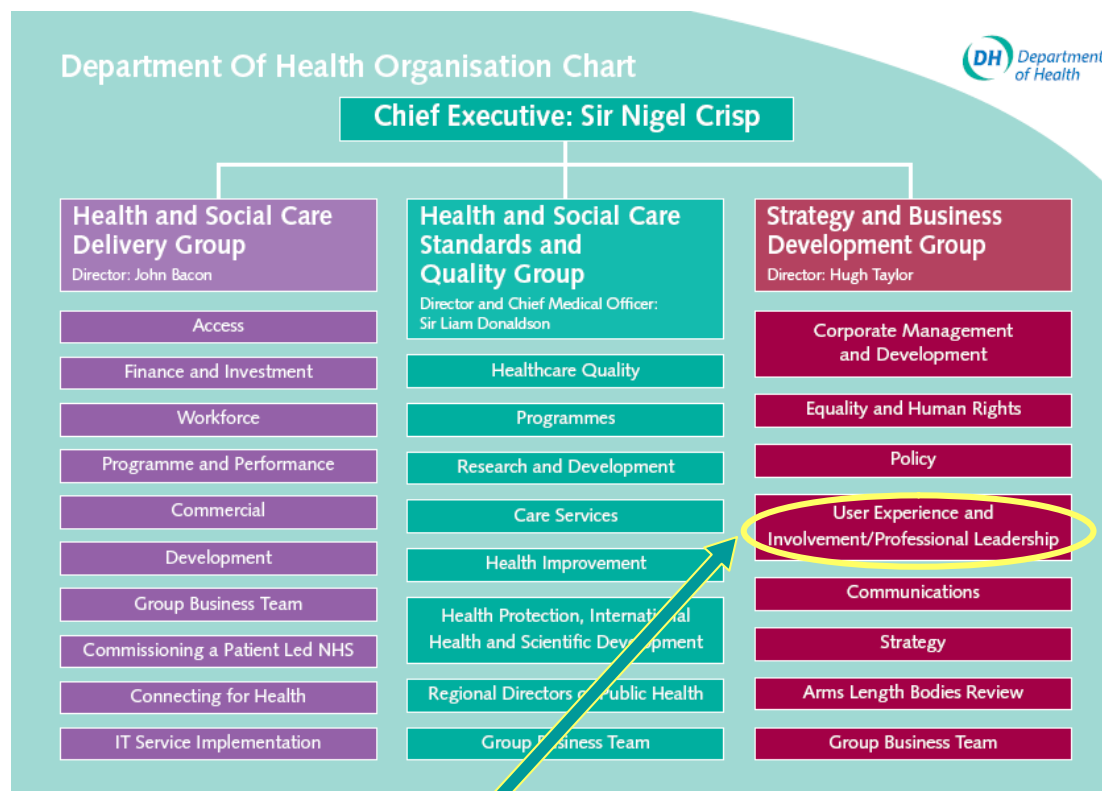 Department Of Health Organisation Chart
DH Department
of Health
Chief Executive: Sir Nigel Crisp
Health and Social Care
Delivery Group
Director: John Bacon
Access
Finance and Investment
Workforce
Programme and Performance
Commercial
Development
Group Business Team
Commissioning a Patient Led NHS
Connecting for Health
IT Service Implementation
Health and Social Care
Standards and
Quality Group
Director and Chief Medical Officer:
Sir Liam Donaldson
Healthcare Quality
Programmes
Research and Development
Care Services
Health Improvement
Health Protection, International
Health and Scientific Development
Regional Directors of Public Health
Group Business Team
Strategy and Business
Development Group
Director: Hugh Taylor
Corporate Management
and Development
Equality and Human Rights
Policy
User Experience and
Involvement/Professional Leadership
Communications
Strategy
Arms Length Bodies Review
Group Business Team